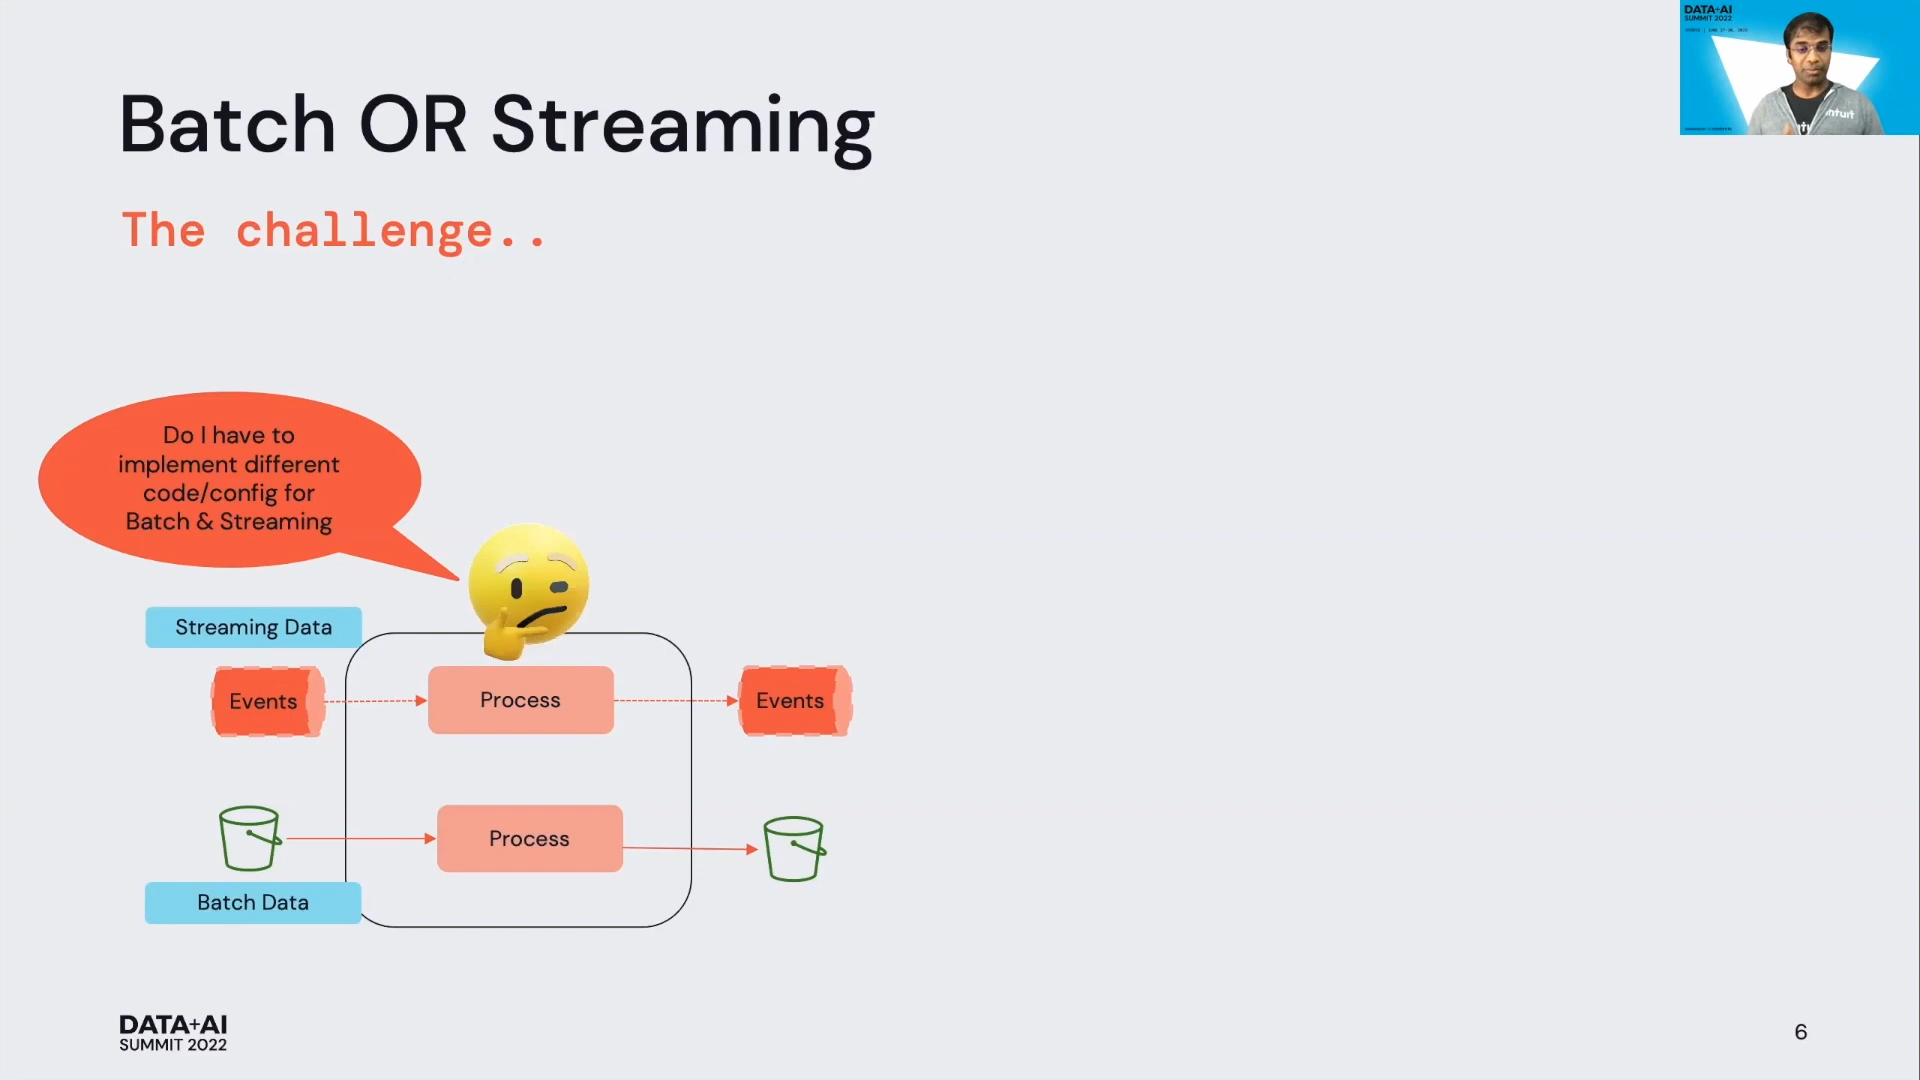 Batch OR Streaming
The challenge..
Do I have to
implement different
code/config for
Batch & Streaming
Streaming Data
Events
Process
Events
Process
Batch Data
DATA+AI
SUMMIT 2022
6
DATA+AI
SUMMIT 2022
intuit